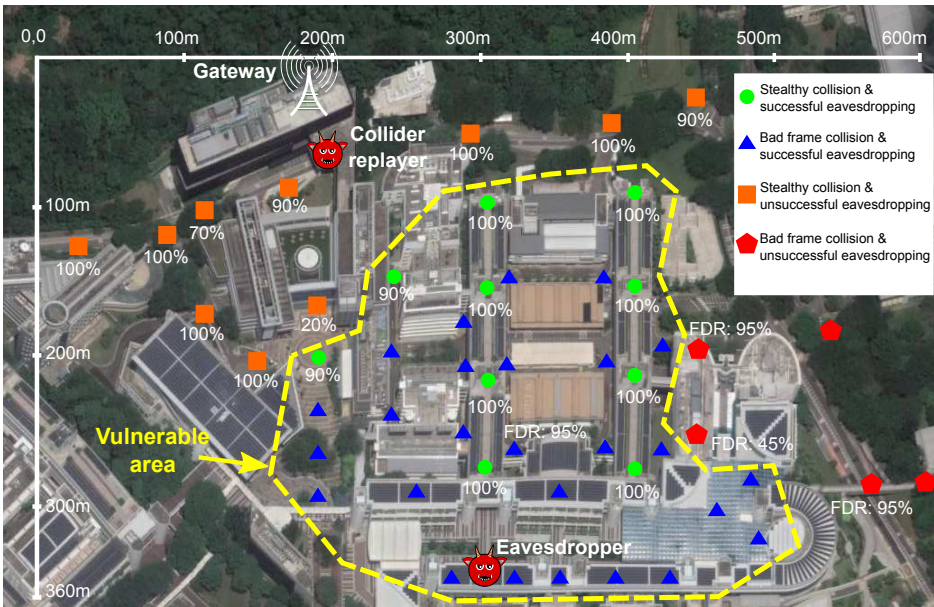 0,0
100m
200m
300m
400m
500m
600m
Gateway
Collider
replayer
Stealthy collision &
successful eavesdropping
Bad frame collision &
successful eavesdropping
Stealthy collision &
unsuccessful eavesdropping
Bad frame collision &
unsuccessful eavesdropping
90%
100%
100%
90%
100m
70%
100%
100%
100%
100%
90%
100%
20%
100%
100%
FDR: 95%
200m
100%
90%
100%
100%
FDR: 95%
FDR: 45%
Vulnerable
area
100%
100%
300m
FDR: 95%
Eavesdropper
360m